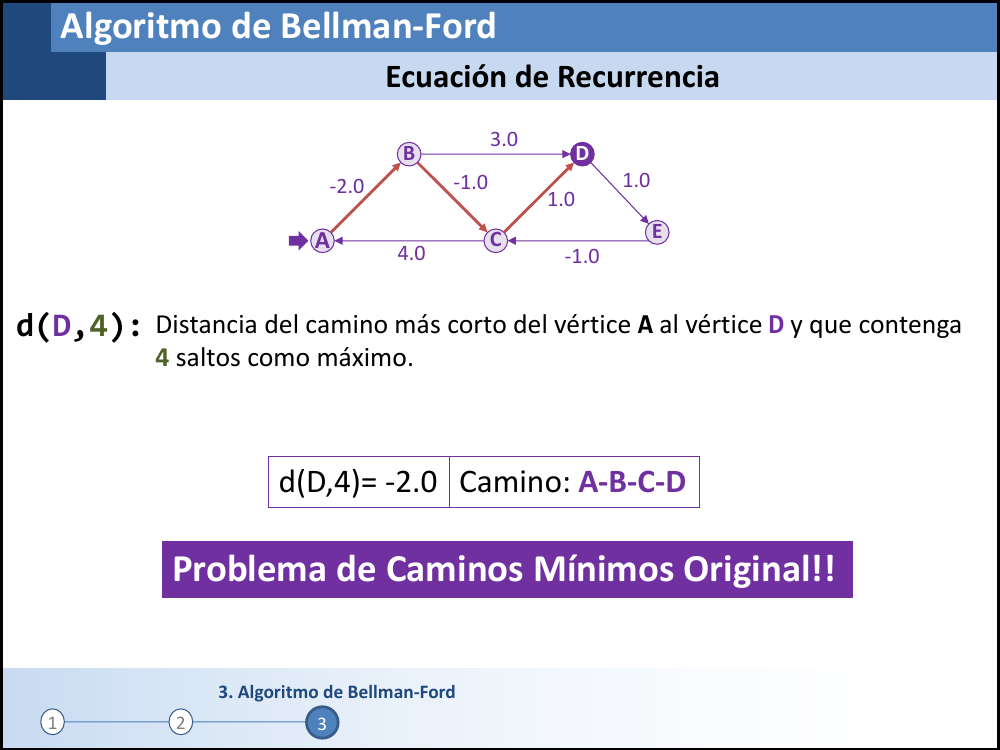 Algoritmo de Bellman-Ford
Ecuación de Recurrencia
3.0
B
D
-2.0
-1.0
1.0
1.0
A
C
E
4.0
-1.0
d(D,4): Distancia del camino más corto del vértice A al vértice D y que contenga
4 saltos como máximo.
d(D,4)= -2.0 Camino: A-B-C-D
Problema de Caminos Mínimos Original!!
3. Algoritmo de Bellman-Ford
1 2 3